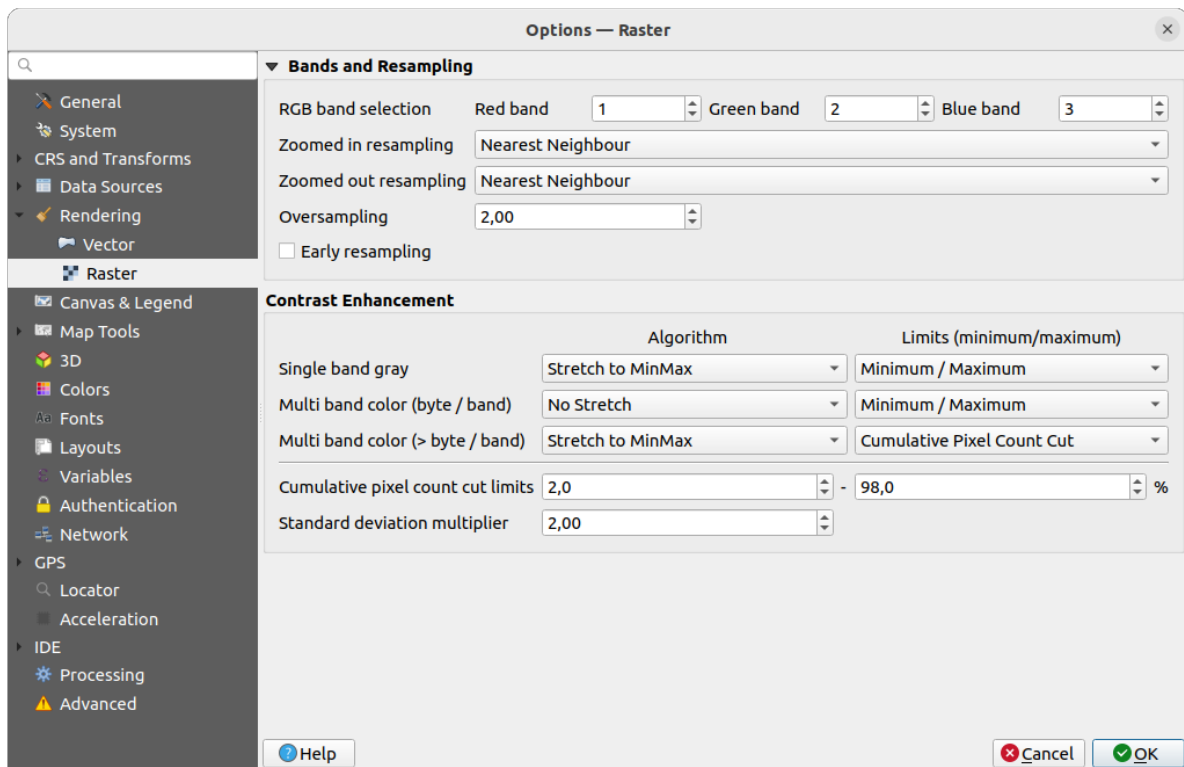 Options — Raster
General
System
CRS and Transforms
Data Sources
Rendering
Vector
Raster
Canvas & Legend
Map Tools
3D
Colors
Fonts
Layouts
Variables
Authentication
Network
GPS
Locator
Acceleration
IDE
Processing
Advanced
Bands and Resampling
RGB band selection Red band 1 Green band 2 Blue band 3
Zoomed in resampling Nearest Neighbour
Zoomed out resampling Nearest Neighbour
Oversampling 2,00
Early resampling
Contrast Enhancement
Algorithm Limits (minimum/maximum)
Single band gray Stretch to MinMax Minimum / Maximum
Multi band color (byte / band) No Stretch Minimum / Maximum
Multi band color (> byte / band) Stretch to MinMax Cumulative Pixel Count Cut
Cumulative pixel count cut limits 2,0 - 98,0 %
Standard deviation multiplier 2,00
Help Cancel OK